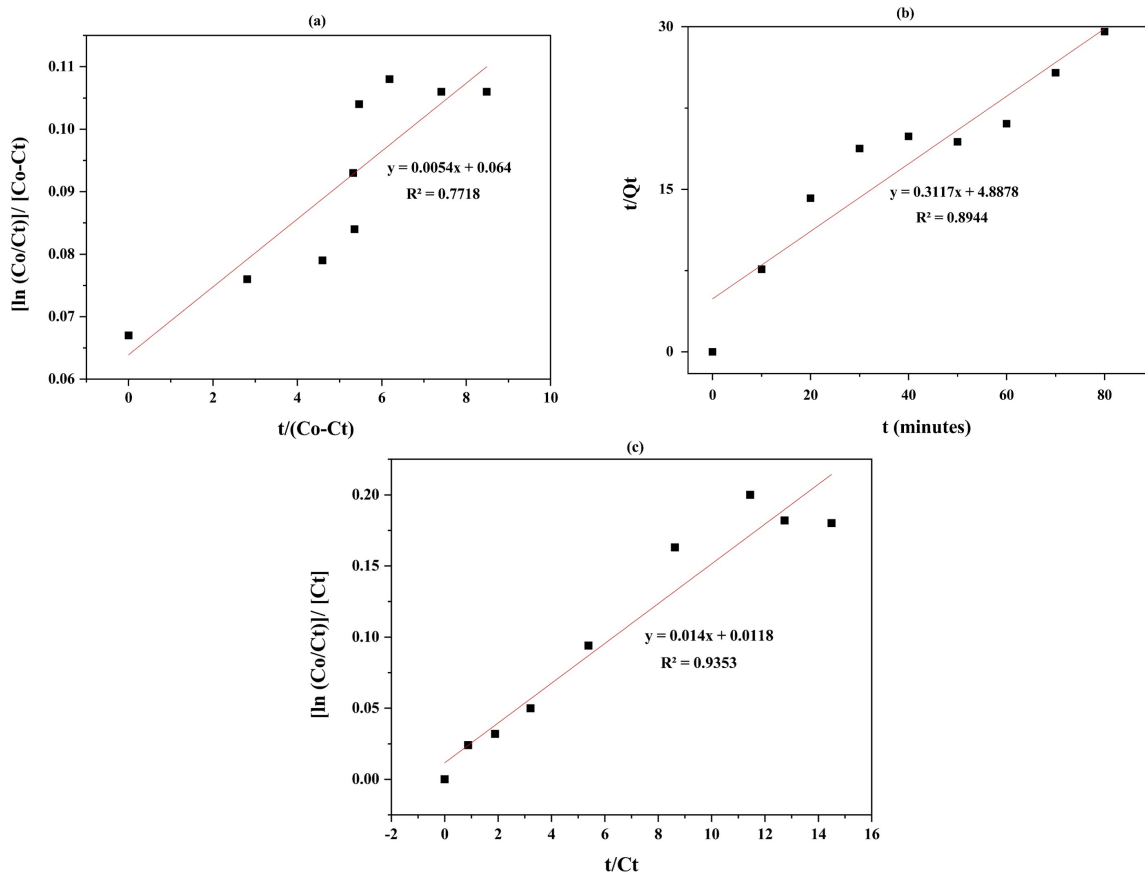 (a)
0.11
0.10
0.09
0.08
0.07
0.06
[ln (Co/Ct)]/ [Co-Ct]
y = 0.0054x + 0.064
R² = 0.7718
0 2 4 6 8 10
t/(Co-Ct)
(b)
30
15
0
t/Qt
y = 0.3117x + 4.8878
R² = 0.8944
0 20 40 60 80
t (minutes)
(c)
0.20
0.15
0.10
0.05
0.00
[ln (Co/Ct)]/ [Ct]
y = 0.014x + 0.0118
R² = 0.9353
-2 0 2 4 6 8 10 12 14 16
t/Ct